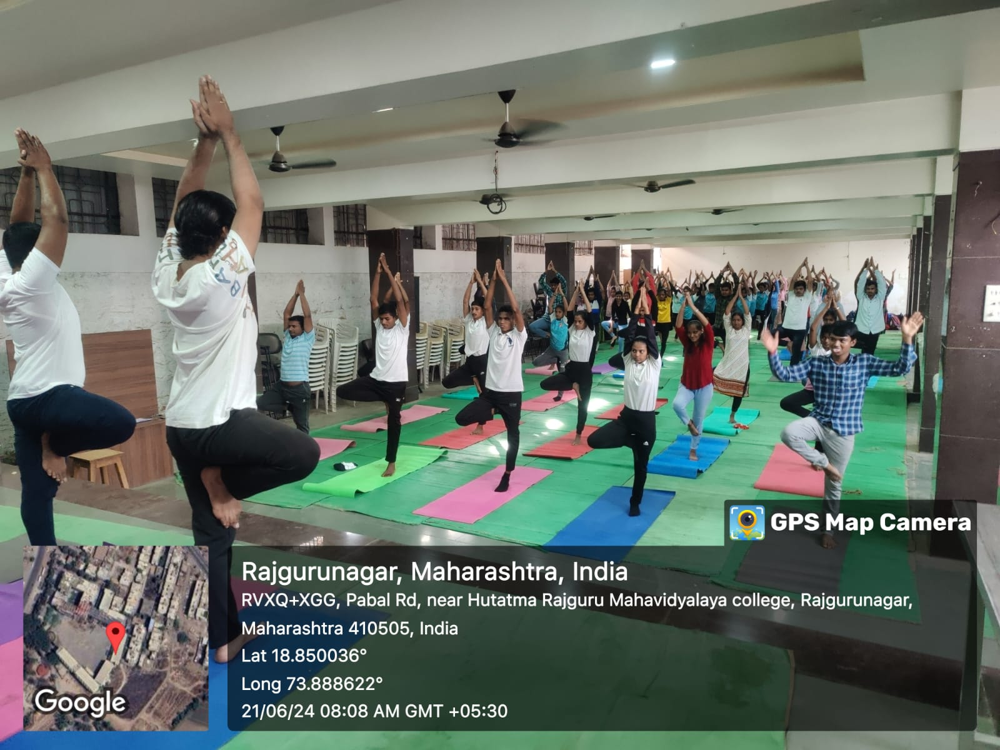 GPS Map Camera
Rajgurunagar, Maharashtra, India
RVXQ+XGG, Pabal Rd, near Hutatma Rajguru Mahavidyalaya college, Rajgurunagar,
Maharashtra 410505, India
Lat 18.850036°
Long 73.888622°
21/06/24 08:08 AM GMT +05:30
Google